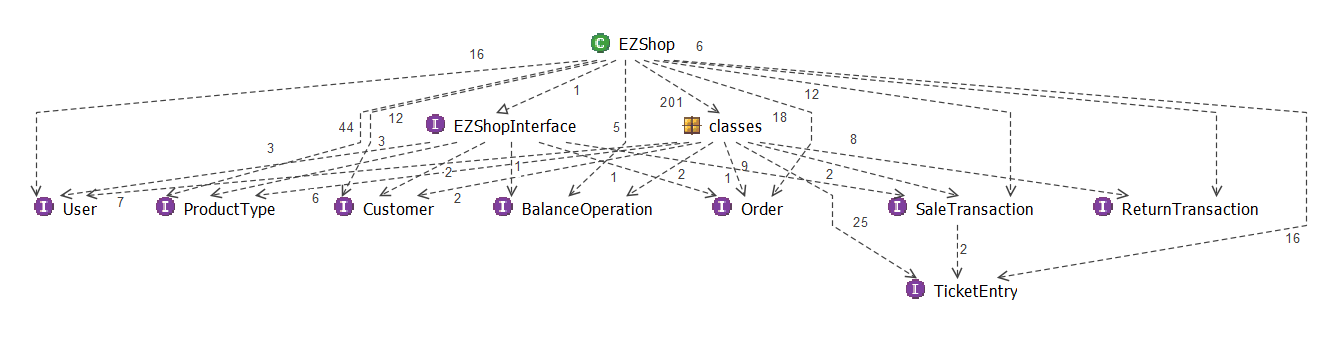 EZShop
6
16
1
201
12
44
12
EZShopInterface
5
classes
18
3
3
8
2
1
1
2
1
9
2
7
6
2
User
ProductType
Customer
BalanceOperation
Order
SaleTransaction
ReturnTransaction
25
2
16
TicketEntry